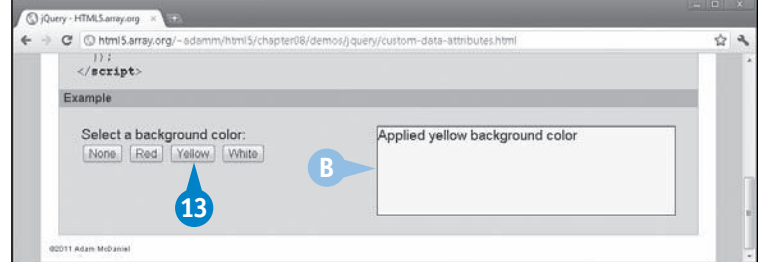 jQuery - HTML5.array.org
html5.array.org/~adamm/html5/chapter08/demos/jquery/custom-data-attributes.html
});
</script>
Example
Select a background color:
None Red Yellow White
Applied yellow background color
B
13
©2011 Adam McDaniel